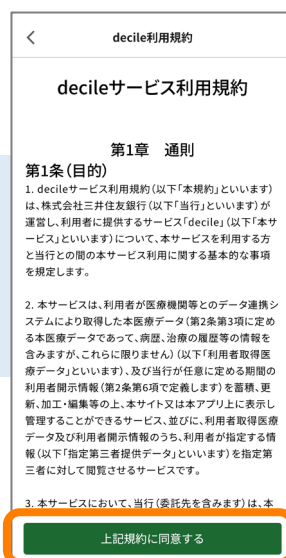 decile利用規約
decileサービス利用規約
第1章　通則
第1条（目的）
1. decileサービス利用規約（以下「本規約」といいます）
は、株式会社三井住友銀行（以下「当行」といいます）が
運営し、利用者に提供するサービス「decile」（以下「本サ
ービス」といいます）について、本サービスを利用する方
と当行との間の本サービス利用に関する基本的な事項
を規定します。
2. 本サービスは、利用者が医療機関等とのデータ連携シ
ステムにより取得した本医療データ（第2条第3項に定め
る本医療データであって、病歴、治療の履歴等の情報を
含みますが、これらに限りません）（以下「利用者取得医
療データ」といいます）、及び当行が任意に定める期間の
利用者開示情報（第2条第6項で定義します）を蓄積、更
新、加工・編集等の上、本サイト又は本アプリ上に表示し
管理することができるサービス、並びに、利用者取得医療
データ及び利用者開示情報のうち、利用者が指定する情
報（以下「指定第三者提供データ」といいます）を指定第
三者に対して閲覧させるサービスです。
3. 本サービスにおいて、当行（委託先を含みます）は、本
上記規約に同意する